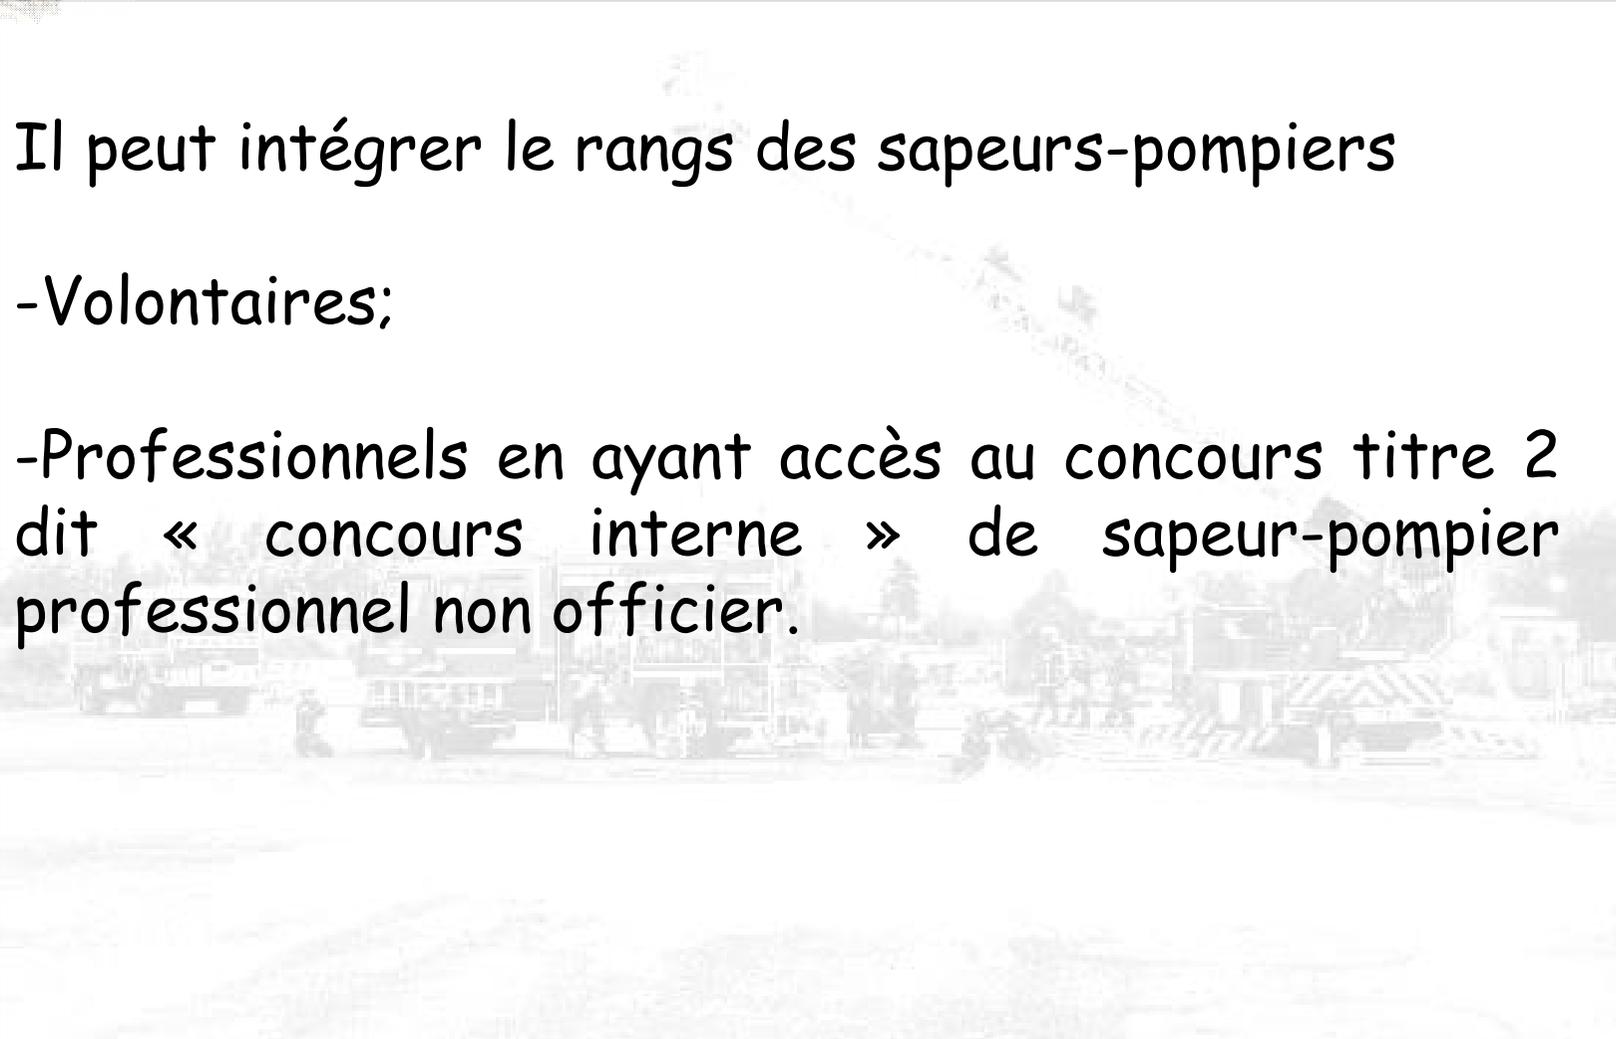 Il peut intégrer le rangs des sapeurs-pompiers
-Volontaires;
-Professionnels en ayant accès au concours titre 2
dit « concours interne » de sapeur-pompier
professionnel non officier.